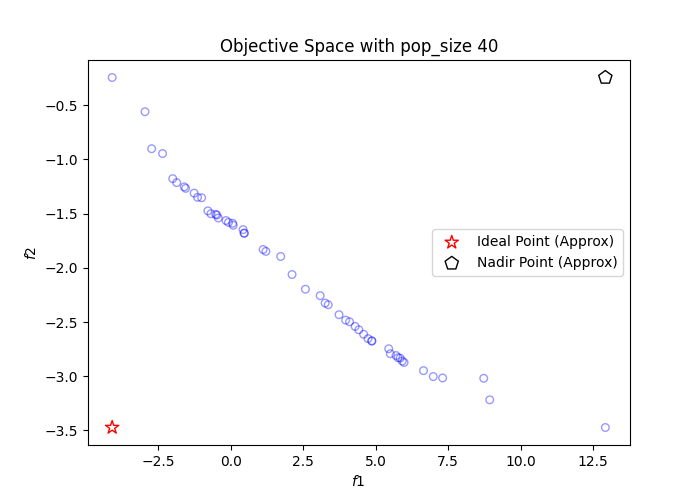 Objective Space with pop_size 40
f2
−0.5
−1.0
−1.5
−2.0
−2.5
−3.0
−3.5
Ideal Point (Approx)
Nadir Point (Approx)
−2.5 0.0 2.5 5.0 7.5 10.0 12.5
f1